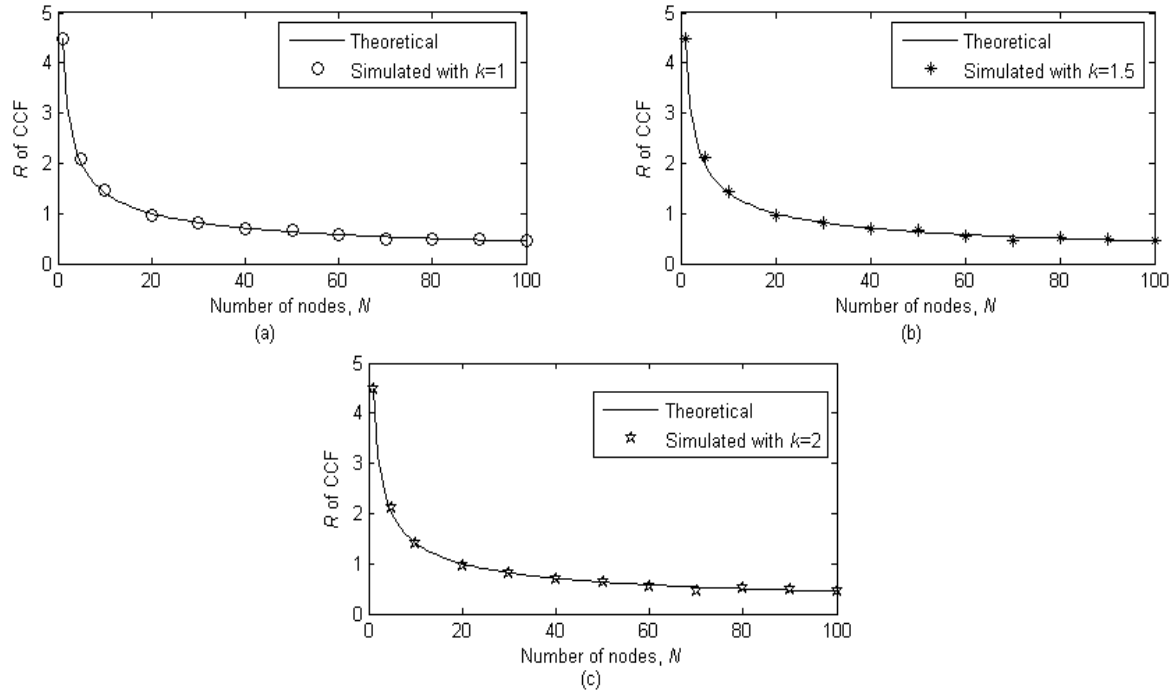 5
4
3
2
1
0
R of CCF
Theoretical
Simulated with k=1
0 20 40 60 80 100
Number of nodes, N
(a)
5
4
3
2
1
0
R of CCF
Theoretical
Simulated with k=1.5
0 20 40 60 80 100
Number of nodes, N
(b)
5
4
3
2
1
0
R of CCF
Theoretical
Simulated with k=2
0 20 40 60 80 100
Number of nodes, N
(c)